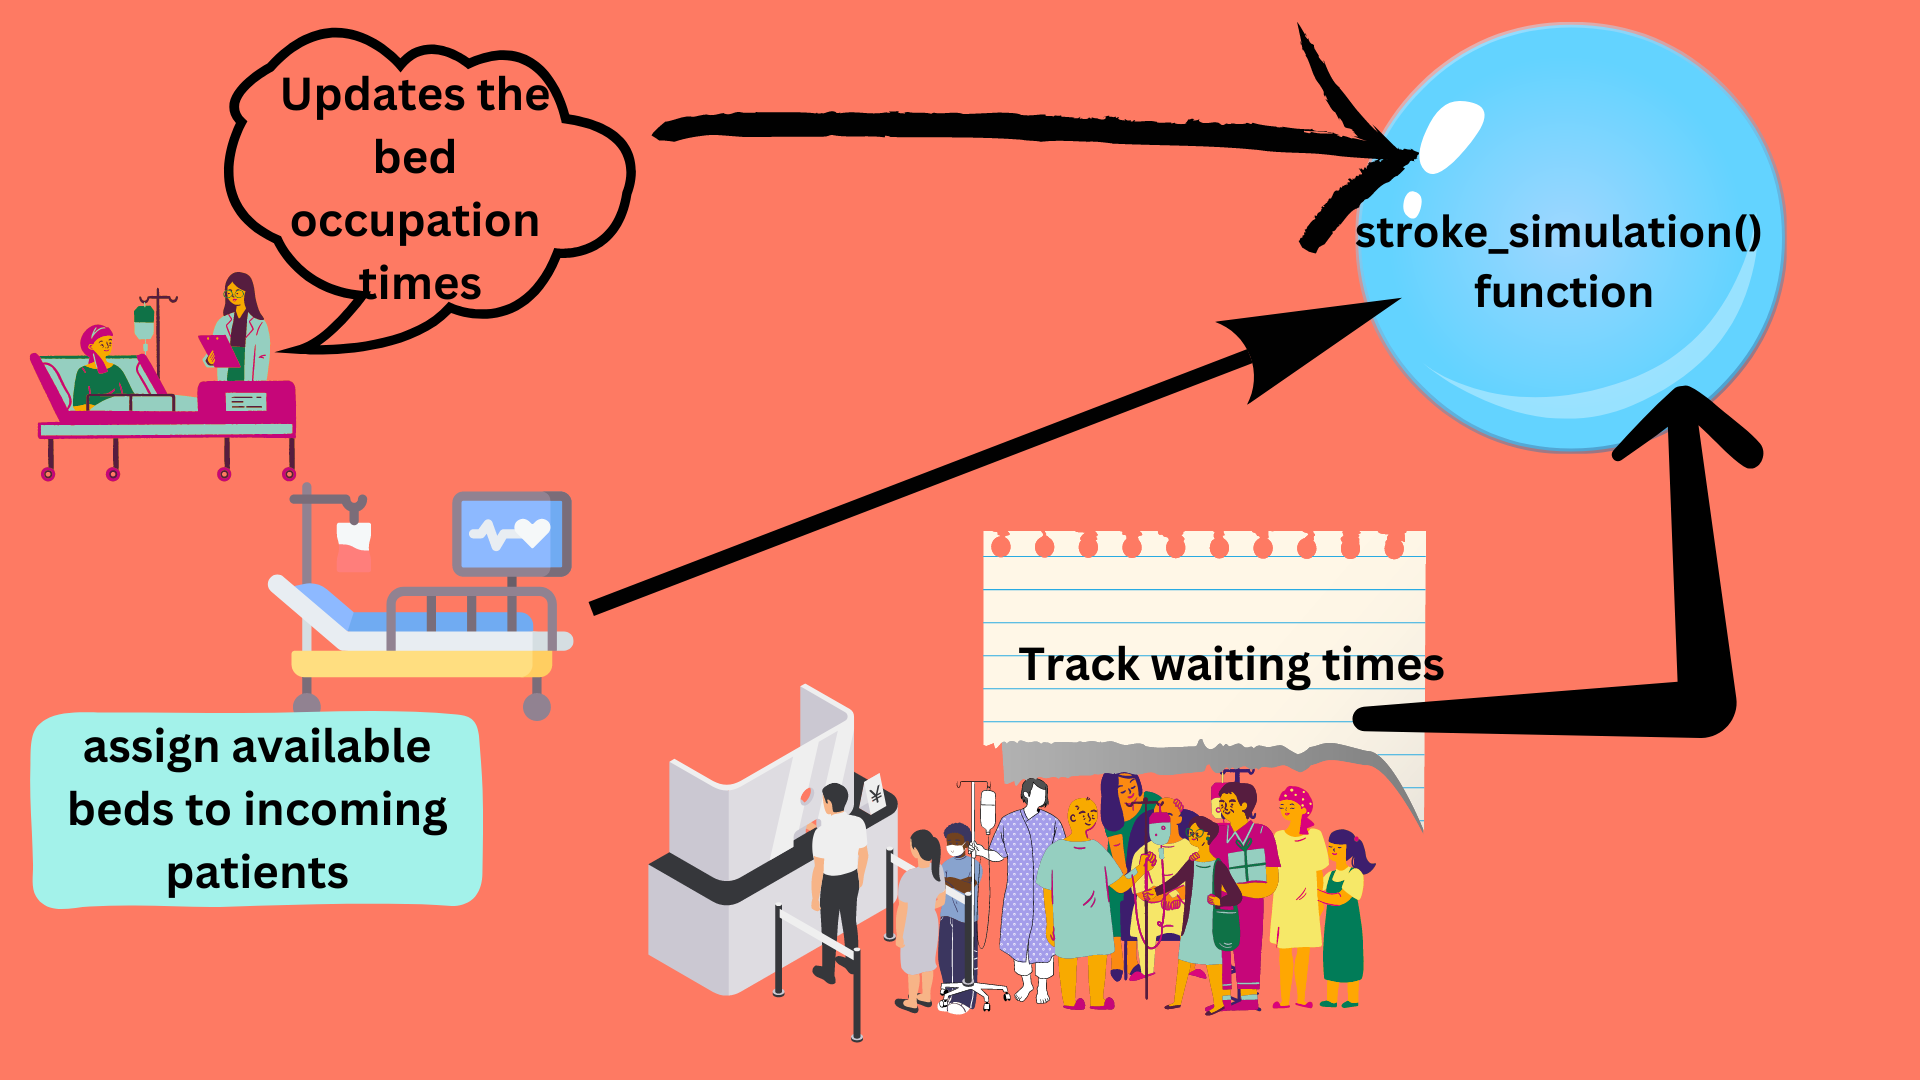 Updates the
bed
occupation
times
stroke_simulation()
function
Track waiting times
¥
assign available
beds to incoming
patients